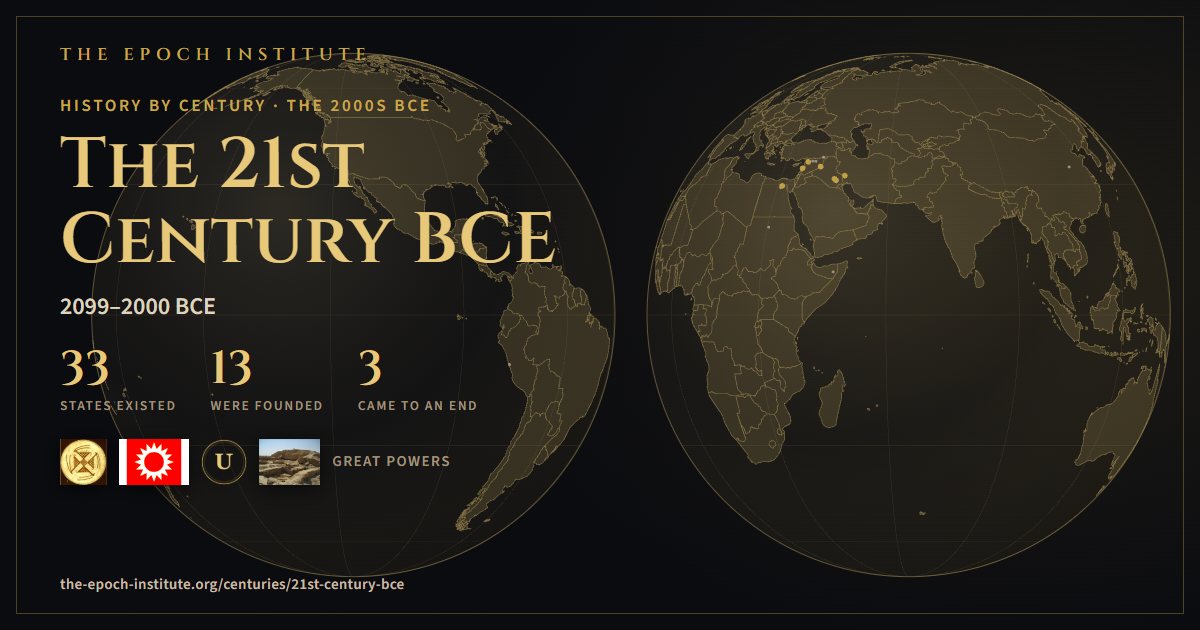 THE EPOCH INSTITUTE
HISTORY BY CENTURY · THE 2000S BCE
THE 21ST
CENTURY BCE
2099–2000 BCE
33 13 3
STATES EXISTED WERE FOUNDED CAME TO AN END
U GREAT POWERS
the-epoch-institute.org/centuries/21st-century-bce